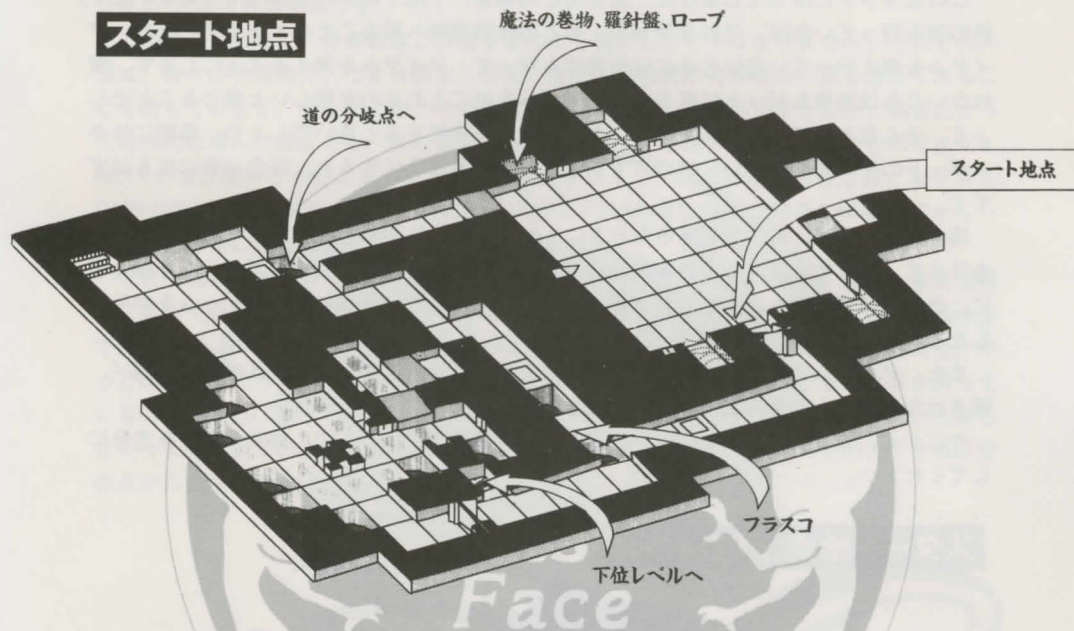 スタート地点
魔法の巻物、羅針盤、ロープ
道の分岐点へ
スタート地点
フラスコ
下位レベルへ
Face